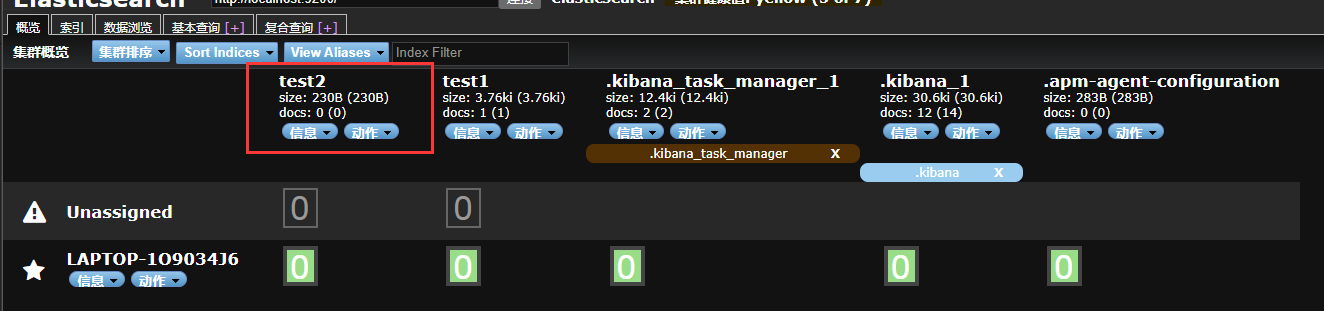 Elasticsearch http://localhost:9200/ 连接 elasticsearch 集群健康值: yellow (5 of 7)
概览 索引 数据浏览 基本查询 [+] 复合查询 [+]
集群概览 集群排序 Sort Indices View Aliases Index Filter
test2 test1 .kibana_task_manager_1 .kibana_1 .apm-agent-configuration
size: 230B (230B) size: 3.76ki (3.76ki) size: 12.4ki (12.4ki) size: 30.6ki (30.6ki) size: 283B (283B)
docs: 0 (0) docs: 1 (1) docs: 2 (2) docs: 12 (14) docs: 0 (0)
信息 动作 信息 动作 信息 动作 信息 动作 信息 动作
.kibana_task_manager X
.kibana X
Unassigned 0 0
LAPTOP-1O9034J6 0 0 0 0 0
信息 动作